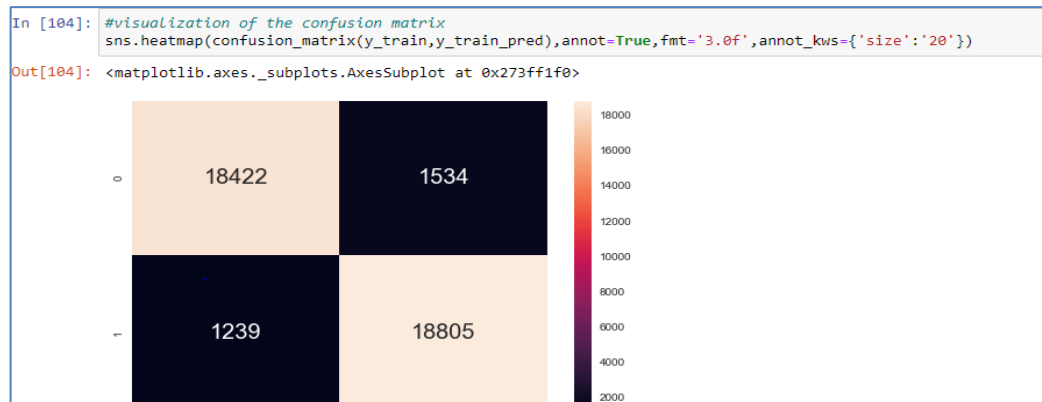 In [104]: #visualization of the confusion matrix
sns.heatmap(confusion_matrix(y_train,y_train_pred),annot=True,fmt='3.0f',annot_kws={'size':'20'})
Out[104]: <matplotlib.axes._subplots.AxesSubplot at 0x273ff1f0>
18000
16000
0 18422 1534
14000
12000
10000
8000
1 1239 18805
6000
4000
2000